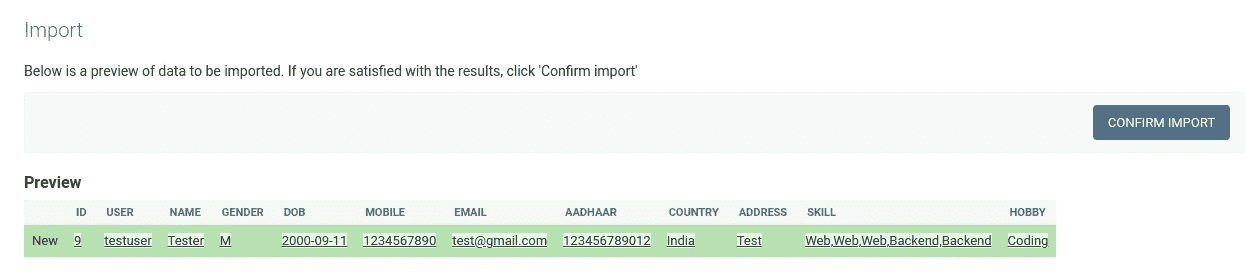 Import
Below is a preview of data to be imported. If you are satisfied with the results, click 'Confirm import'
CONFIRM IMPORT
Preview
ID USER NAME GENDER DOB MOBILE EMAIL AADHAAR COUNTRY ADDRESS SKILL HOBBY
New 9 testuser Tester M 2000-09-11 1234567890 test@gmail.com 123456789012 India Test Web,Web,Web,Backend,Backend Coding